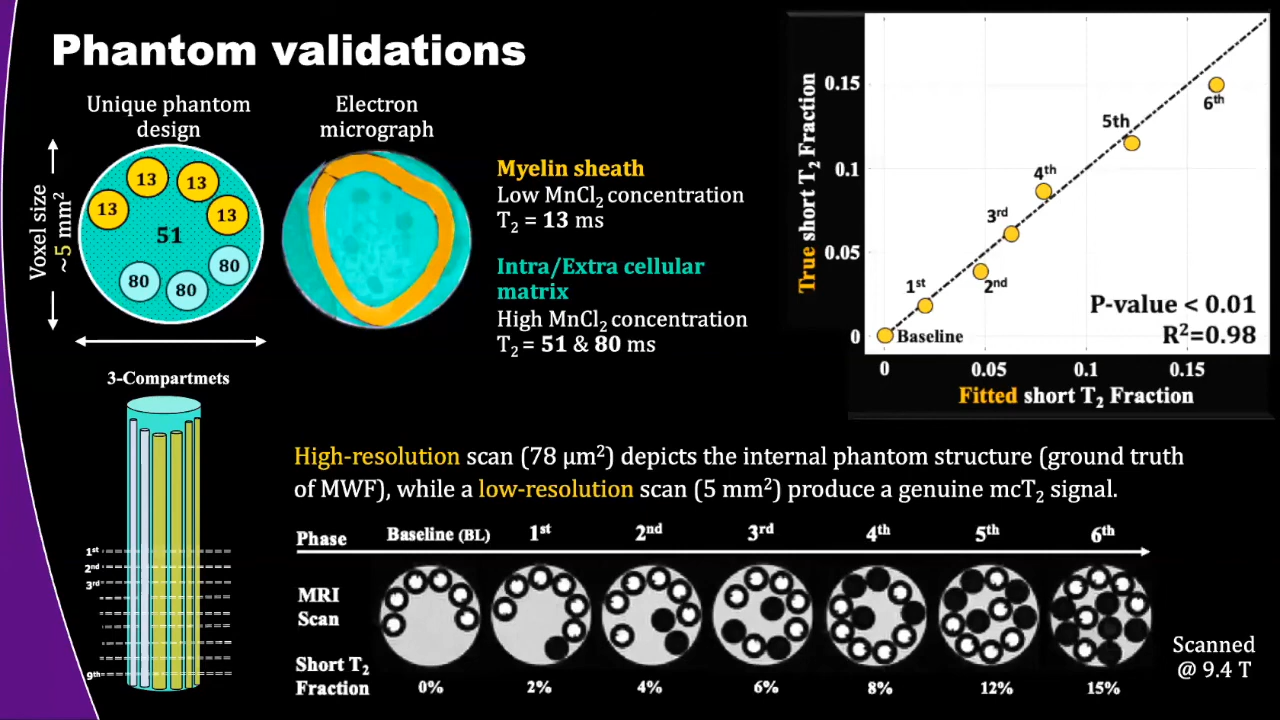 Phantom validations
Unique phantom
design
Electron
micrograph
Voxel size
~5 mm²
13
13
13
13
51
80
80
80
Myelin sheath
Low MnCl₂ concentration
T₂ = 13 ms
Intra/Extra cellular
matrix
High MnCl₂ concentration
T₂ = 51 & 80 ms
True short T₂ Fraction
0.15
0.1
0.05
0
6th
5th
4th
3rd
2nd
1st
Baseline
P-value < 0.01
R²=0.98
0
0.05
0.1
0.15
Fitted short T₂ Fraction
3-Compartmets
1st
2nd
3rd
9th
High-resolution scan (78 µm²) depicts the internal phantom structure (ground truth
of MWF), while a low-resolution scan (5 mm²) produce a genuine mcT₂ signal.
Phase Baseline (BL) 1st 2nd 3rd 4th 5th 6th
MRI
Scan
Short T₂
Fraction 0% 2% 4% 6% 8% 12% 15%
Scanned
@ 9.4 T